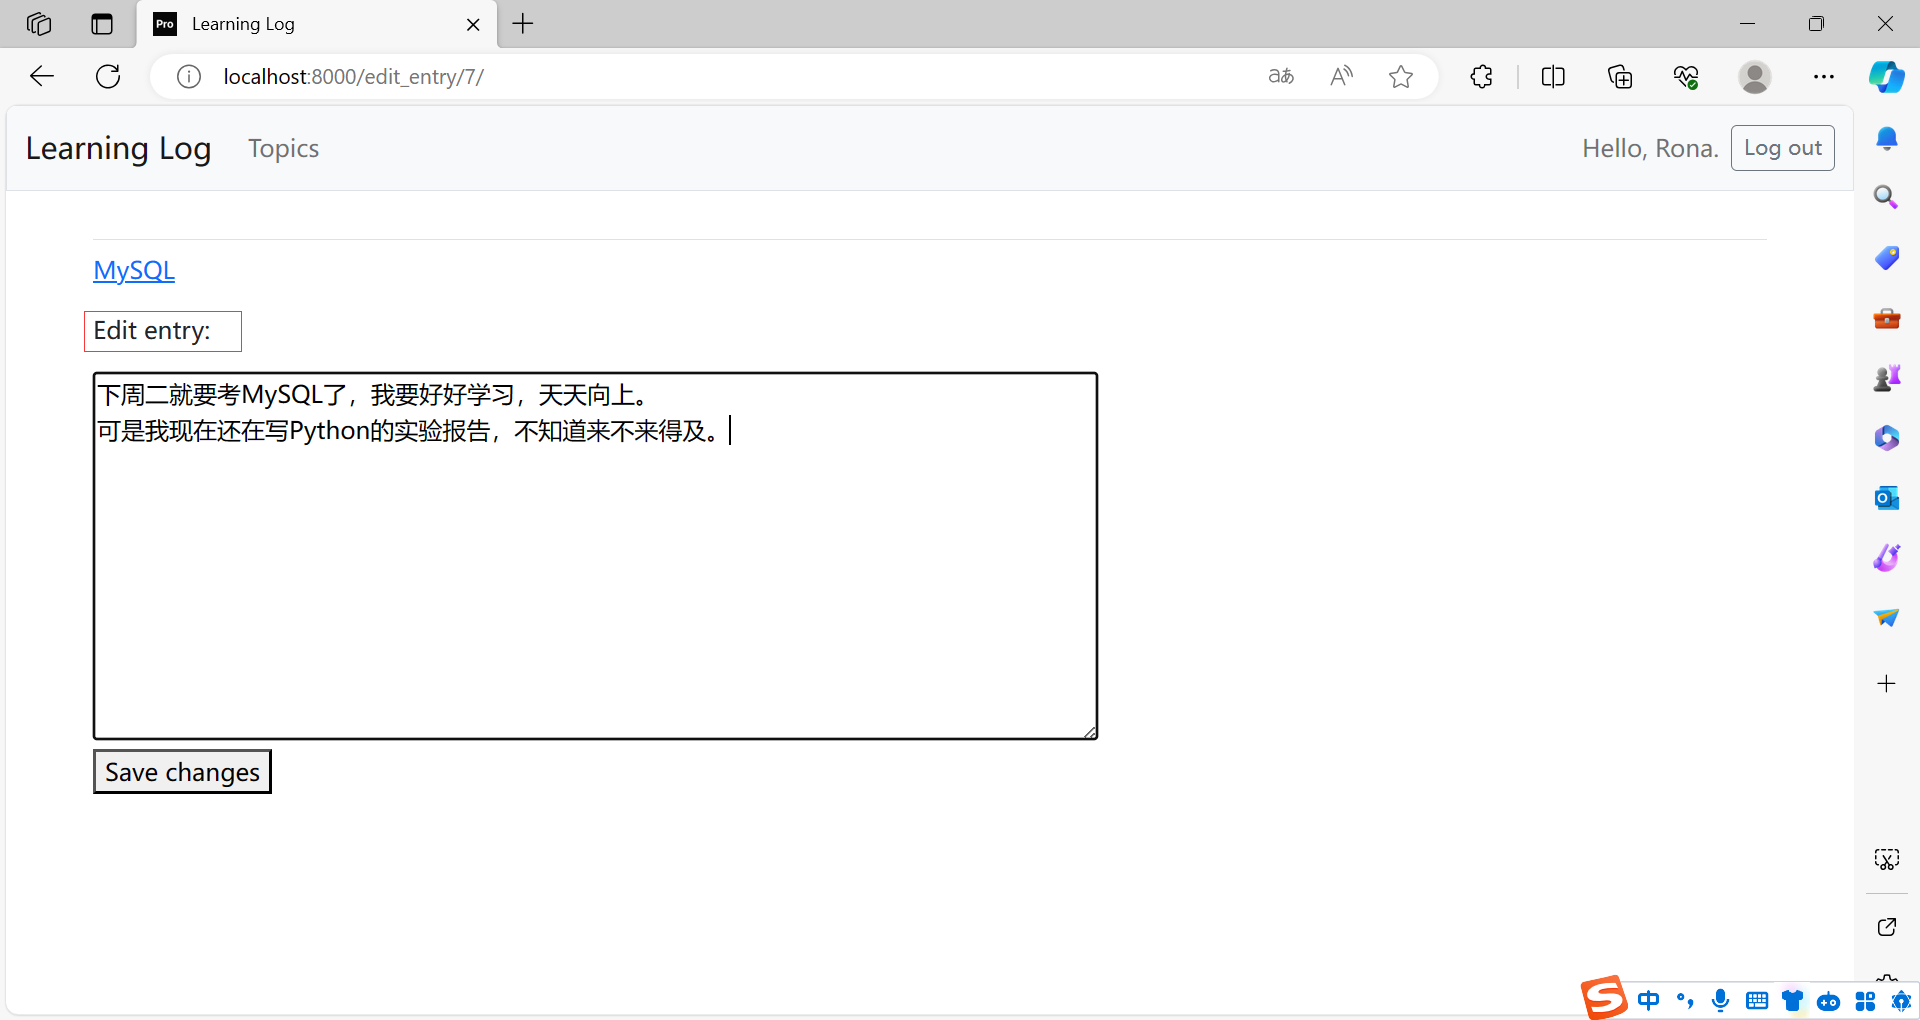 Pro Learning Log
localhost:8000/edit_entry/7/
aあ
Learning Log Topics Hello, Rona. Log out
MySQL
Edit entry:
下周二就要考MySQL了，我要好好学习，天天向上。
可是我现在还在写Python的实验报告，不知道来不来得及。
Save changes
中